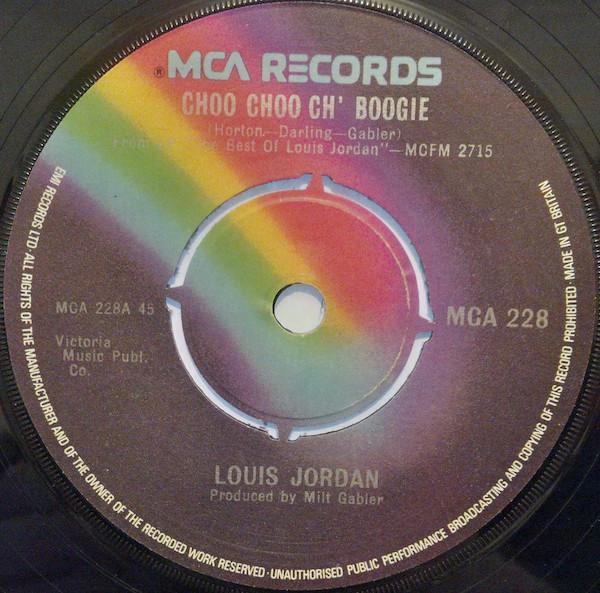 ® MCA RECORDS
CHOO CHOO CH' BOOGIE
(Horton—Darling—Gabler)
From LP "The Best Of Louis Jordan"—MCFM 2715
MCA 228A 45
MCA 228
Victoria
Music Publ.
Co.
LOUIS JORDAN
Produced by Milt Gabler
EMI RECORDS LTD·ALL RIGHTS OF THE MANUFACTURER AND OF THE OWNER OF THE RECORDED WORK RESERVED·UNAUTHORISED PUBLIC PERFORMANCE BROADCASTING AND COPYING OF THIS RECORD PROHIBITED·MADE IN GT BRITAIN